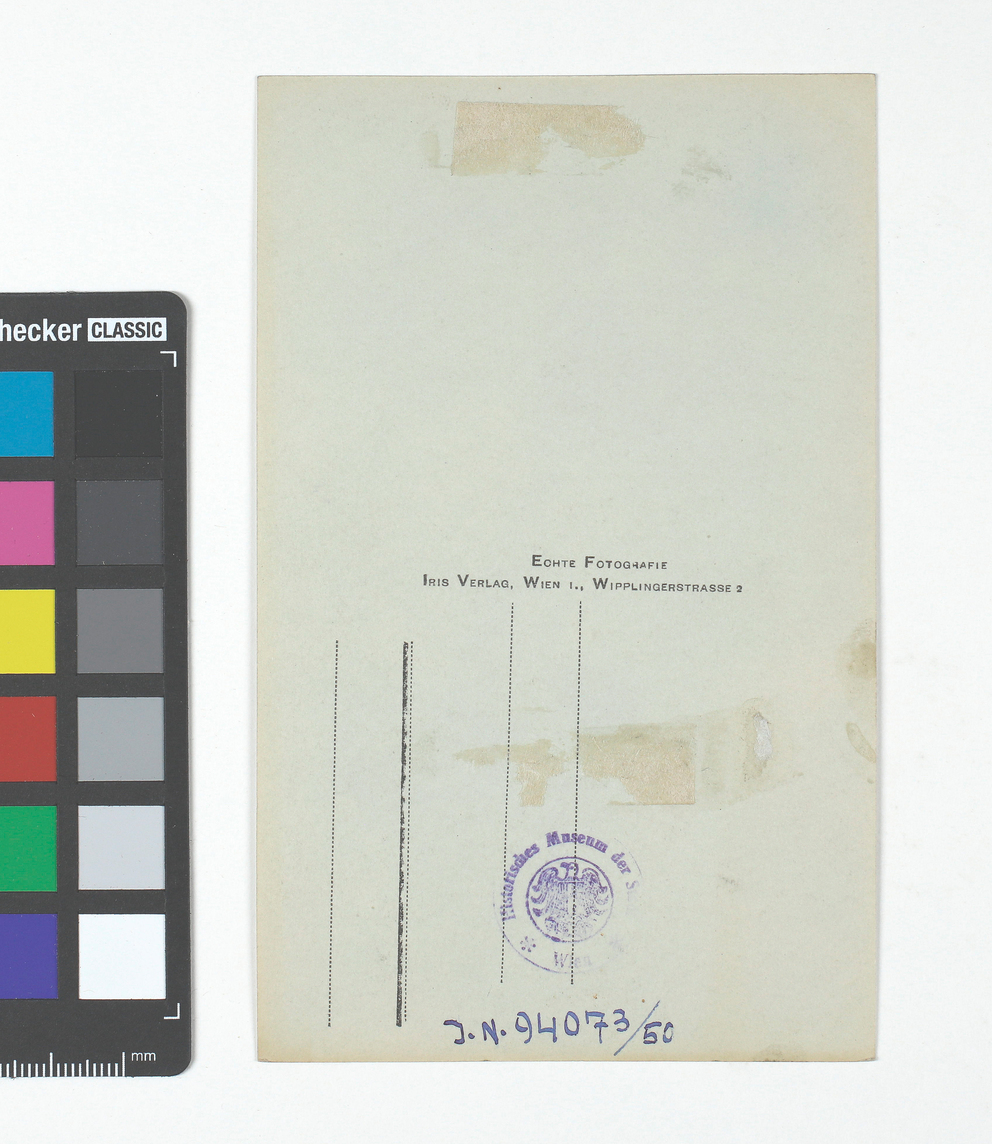 hecker CLASSIC
ECHTE FOTOGRAFIE
IRIS VERLAG, WIEN I., WIPPLINGERSTRASSE 2
Historisches Museum der
Wien
J. N. 94073/50
mm